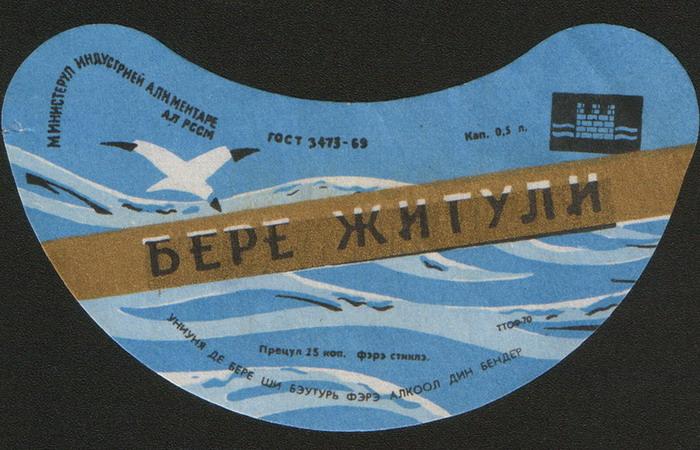 МИНИСТЕРУЛ ИНДУСТРИЕЙ АЛИМЕНТАРЕ
АЛ РССМ
ГОСТ 3473-69
Кап. 0,5 л.
БЕРЕ ЖИГУЛИ
ТТОФ-70
Прецул 25 коп. фэрэ стиклэ.
УНИУНЯ ДЕ БЕРЕ ШИ БЭУТУРЬ ФЭРЭ АЛКООЛ ДИН БЕНДЕР